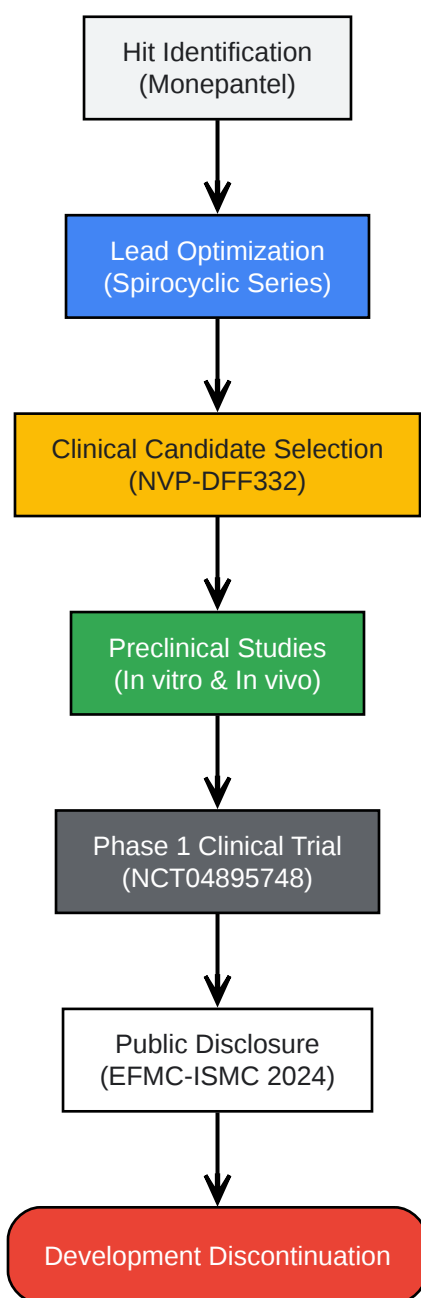 Hit Identification
(Monepantel)
Lead Optimization
(Spirocyclic Series)
Clinical Candidate Selection
(NVP-DFF332)
Preclinical Studies
(In vitro & In vivo)
Phase 1 Clinical Trial
(NCT04895748)
Public Disclosure
(EFMC-ISMC 2024)
Development Discontinuation